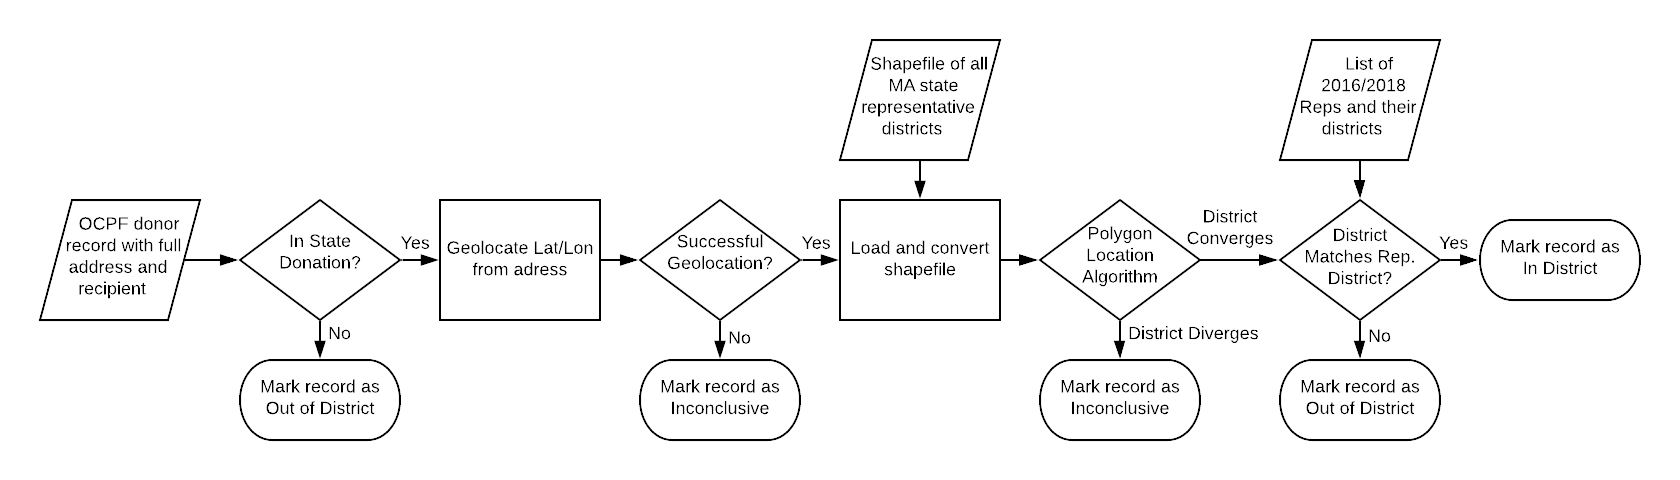 OCPF donor
record with full
address and
recipient
In State
Donation?
Yes
No
Mark record as
Out of District
Geolocate Lat/Lon
from adress
Successful
Geolocation?
Yes
No
Mark record as
Inconclusive
Shapefile of all
MA state
representative
districts
Load and convert
shapefile
Polygon
Location
Algorithm
District
Converges
District Diverges
Mark record as
Inconclusive
List of
2016/2018
Reps and their
districts
District
Matches Rep.
District?
Yes
No
Mark record as
Out of District
Mark record as
In District